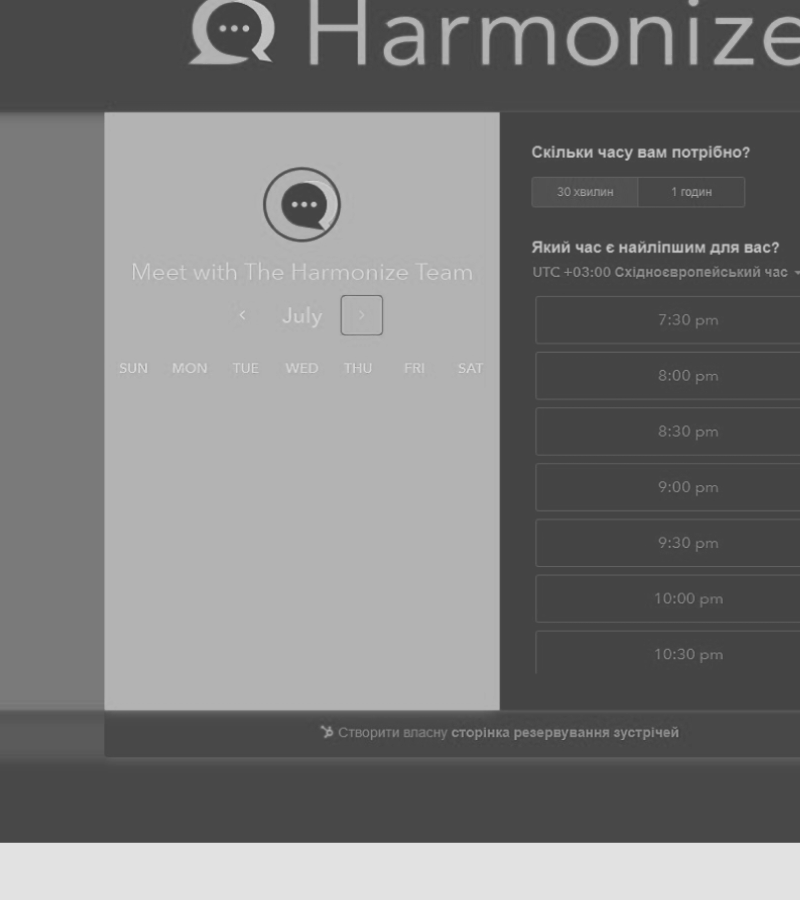 Harmonize
Meet with The Harmonize Team
July
SUN MON TUE WED THU FRI SAT
Скільки часу вам потрібно?
30 хвилин 1 годин
Який час є найліпшим для вас?
UTC +03:00 Східноєвропейський час
7:30 pm
8:00 pm
8:30 pm
9:00 pm
9:30 pm
10:00 pm
10:30 pm
Створити власну сторінка резервування зустрічей